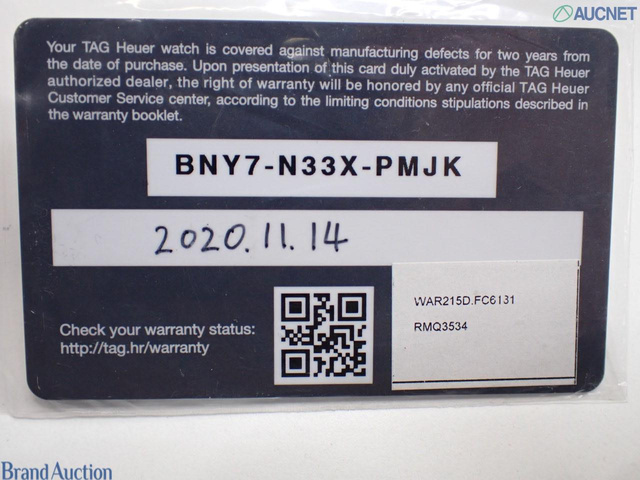 AUCNET
Your TAG Heuer watch is covered against manufacturing defects for two years from
the date of purchase. Upon presentation of this card duly activated by the TAG Heuer
authorized dealer, the right of warranty will be honored by any official TAG Heuer
Customer Service center, according to the limiting conditions stipulations described in
the warranty booklet.
BNY7-N33X-PMJK
2020.11.14
WAR215D.FC6131
RMQ3534
Check your warranty status:
http://tag.hr/warranty
Brand Auction